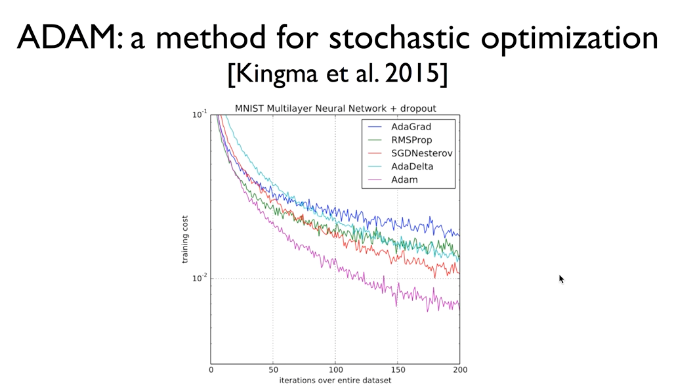 ADAM: a method for stochastic optimization
[Kingma et al. 2015]
MNIST Multilayer Neural Network + dropout
AdaGrad
RMSProp
SGDNesterov
AdaDelta
Adam
10^-1
10^-2
training cost
0 50 100 150 200
iterations over entire dataset